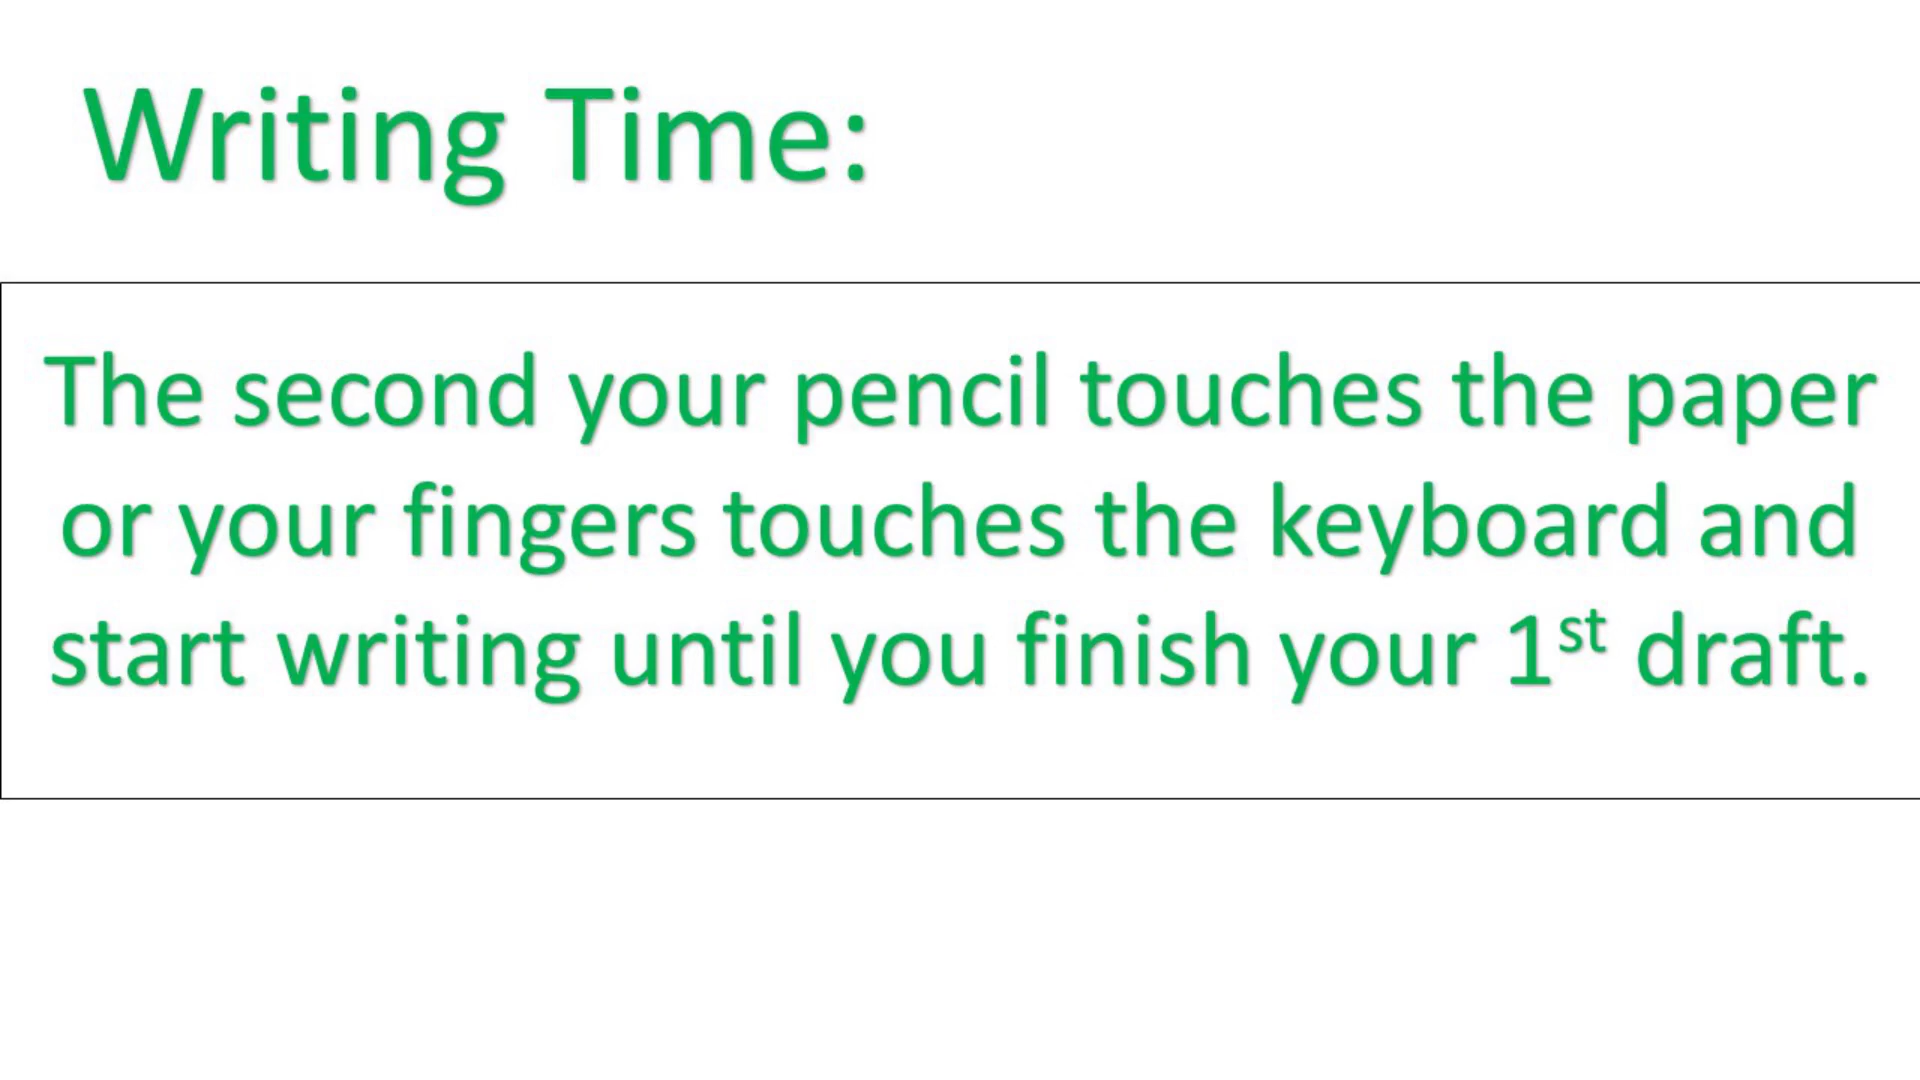 Writing Time:
The second your pencil touches the paper
or your fingers touches the keyboard and
start writing until you finish your 1st draft.